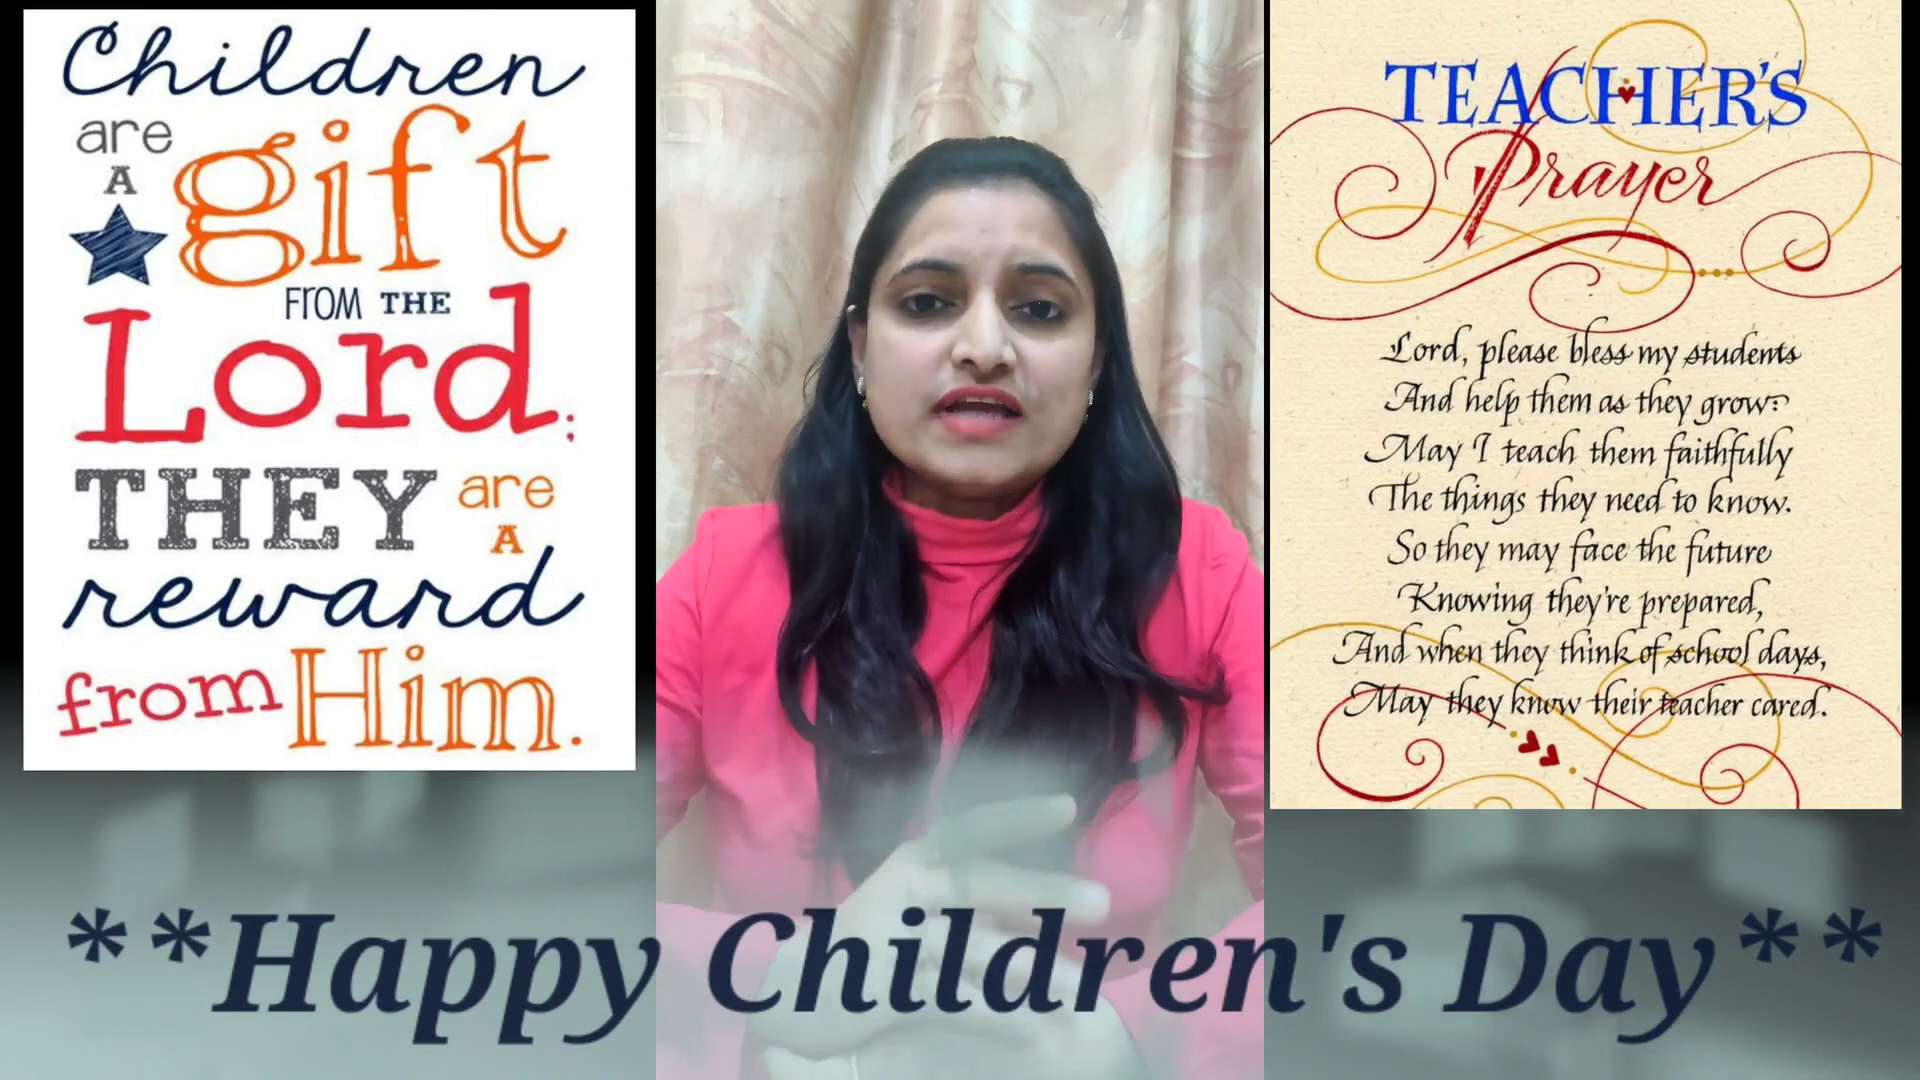 Children
are
A
gift
FROM THE
Lord;
THEY are
A
reward
from Him.
TEACHER'S
Prayer
Lord, please bless my students
And help them as they grow.
May I teach them faithfully
The things they need to know.
So they may face the future
Knowing they're prepared,
And when they think of school days,
May they know their teacher cared.
**Happy Children's Day**